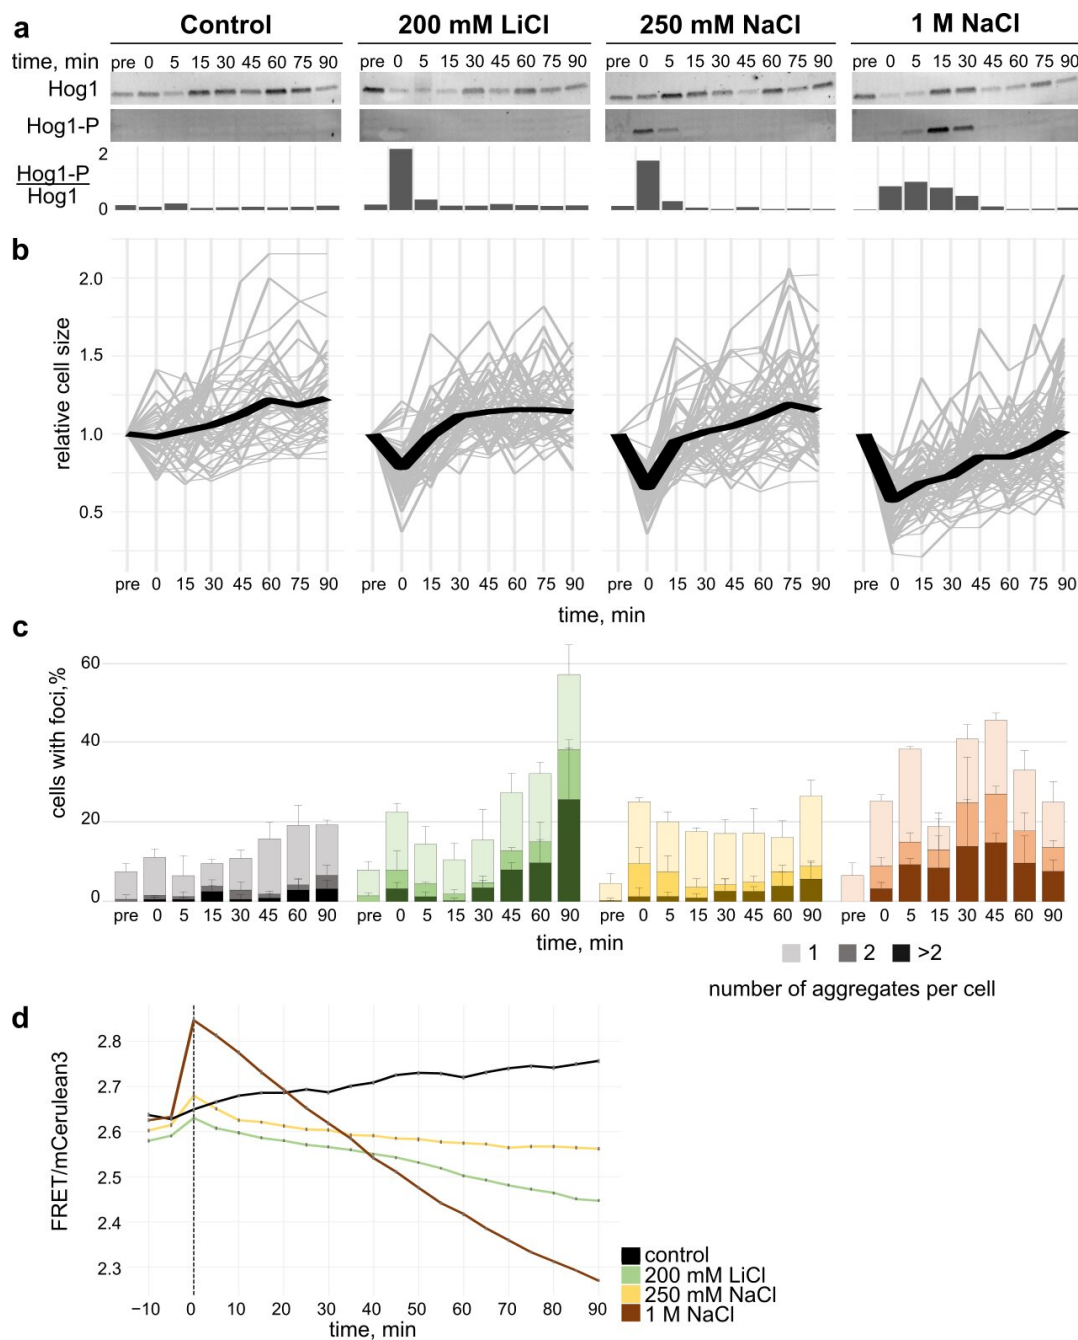 a
Control 200 mM LiCl 250 mM NaCl 1 M NaCl
time, min pre 0 5 15 30 45 60 75 90 pre 0 5 15 30 45 60 75 90 pre 0 5 15 30 45 60 75 90 pre 0 5 15 30 45 60 75 90
Hog1
Hog1-P
2
Hog1-P
Hog1
0
b
2.0
1.5
relative cell size
1.0
0.5
pre 0 15 30 45 60 75 90 pre 0 15 30 45 60 75 90 pre 0 15 30 45 60 75 90 pre 0 15 30 45 60 75 90
time, min
c
60
cells with foci,%
40
20
0
pre 0 5 15 30 45 60 90 pre 0 5 15 30 45 60 90 pre 0 5 15 30 45 60 90 pre 0 5 15 30 45 60 90
time, min
1 2 >2
number of aggregates per cell
d
2.8
2.7
2.6
FRET/mCerulean3
2.5
2.4
2.3
−10 0 10 20 30 40 50 60 70 80 90
time, min
control
200 mM LiCl
250 mM NaCl
1 M NaCl